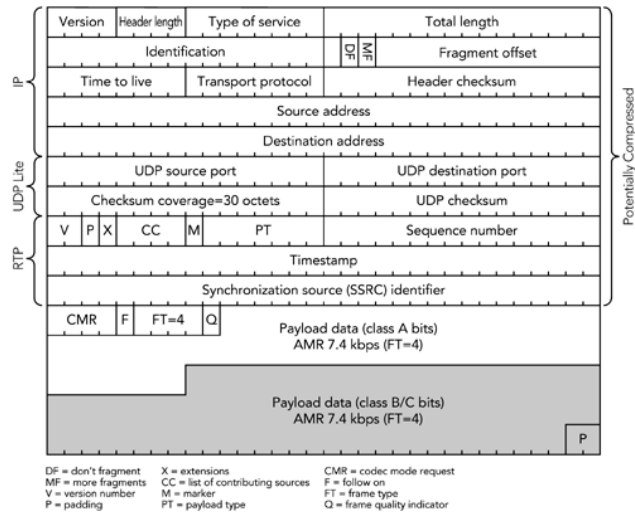 Version Header length Type of service Total length
Identification DF MF Fragment offset
Time to live Transport protocol Header checksum
Source address
Destination address
UDP source port UDP destination port
Checksum coverage=30 octets UDP checksum
V P X CC M PT Sequence number
Timestamp
Synchronization source (SSRC) identifier
CMR F FT=4 Q Payload data (class A bits)
AMR 7.4 kbps (FT=4)
Payload data (class B/C bits)
AMR 7.4 kbps (FT=4)
P
IP
UDP Lite
RTP
Potentially Compressed
DF = don't fragment
MF = more fragments
V = version number
P = padding
X = extensions
CC = list of contributing sources
M = marker
PT = payload type
CMR = codec mode request
F = follow on
FT = frame type
Q = frame quality indicator